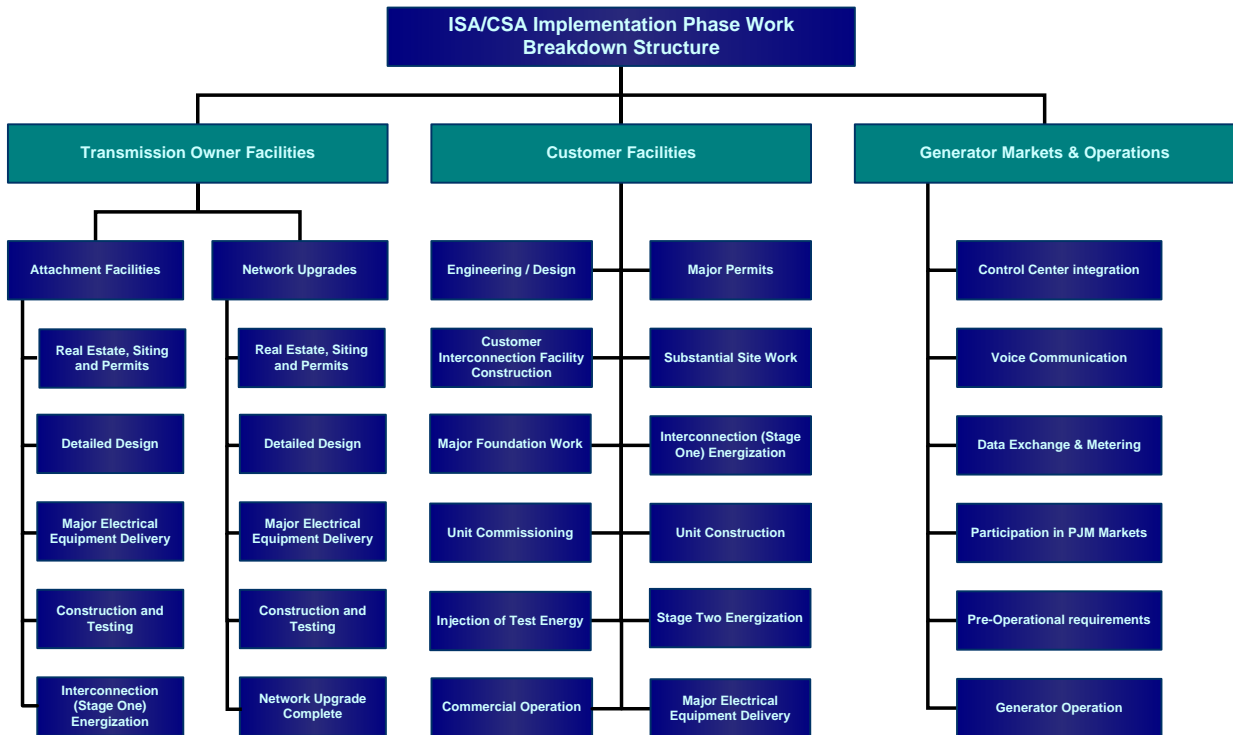 ISA/CSA Implementation Phase Work
Breakdown Structure
Transmission Owner Facilities
Customer Facilities
Generator Markets & Operations
Attachment Facilities
Network Upgrades
Engineering / Design
Major Permits
Control Center integration
Real Estate, Siting
and Permits
Real Estate, Siting
and Permits
Customer
Interconnection Facility
Construction
Substantial Site Work
Voice Communication
Detailed Design
Detailed Design
Major Foundation Work
Interconnection (Stage
One) Energization
Data Exchange & Metering
Major Electrical
Equipment Delivery
Major Electrical
Equipment Delivery
Unit Commissioning
Unit Construction
Participation in PJM Markets
Construction and
Testing
Construction and
Testing
Injection of Test Energy
Stage Two Energization
Pre-Operational requirements
Interconnection
(Stage One)
Energization
Network Upgrade
Complete
Commercial Operation
Major Electrical
Equipment Delivery
Generator Operation